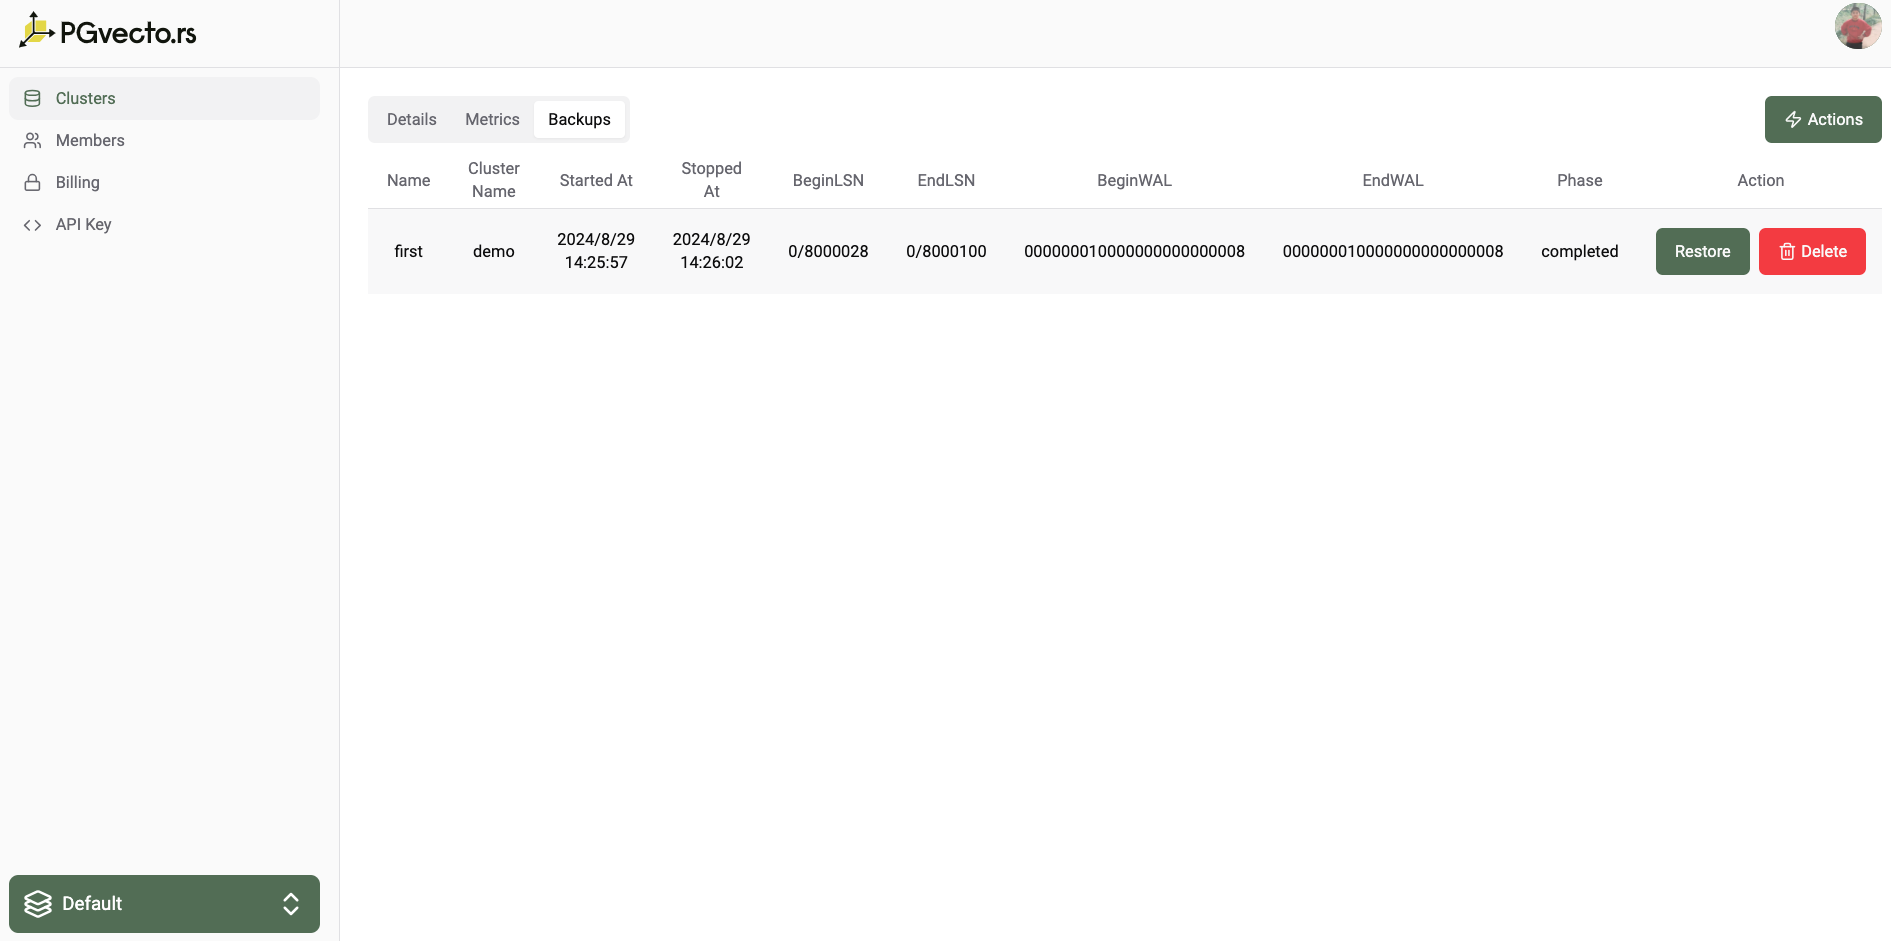 PGvecto.rs
Clusters
Members
Billing
API Key
Default
Details Metrics Backups
Actions
Name Cluster Name Started At Stopped At BeginLSN EndLSN BeginWAL EndWAL Phase Action
first demo 2024/8/29 14:25:57 2024/8/29 14:26:02 0/8000028 0/8000100 000000010000000000000008 000000010000000000000008 completed Restore Delete